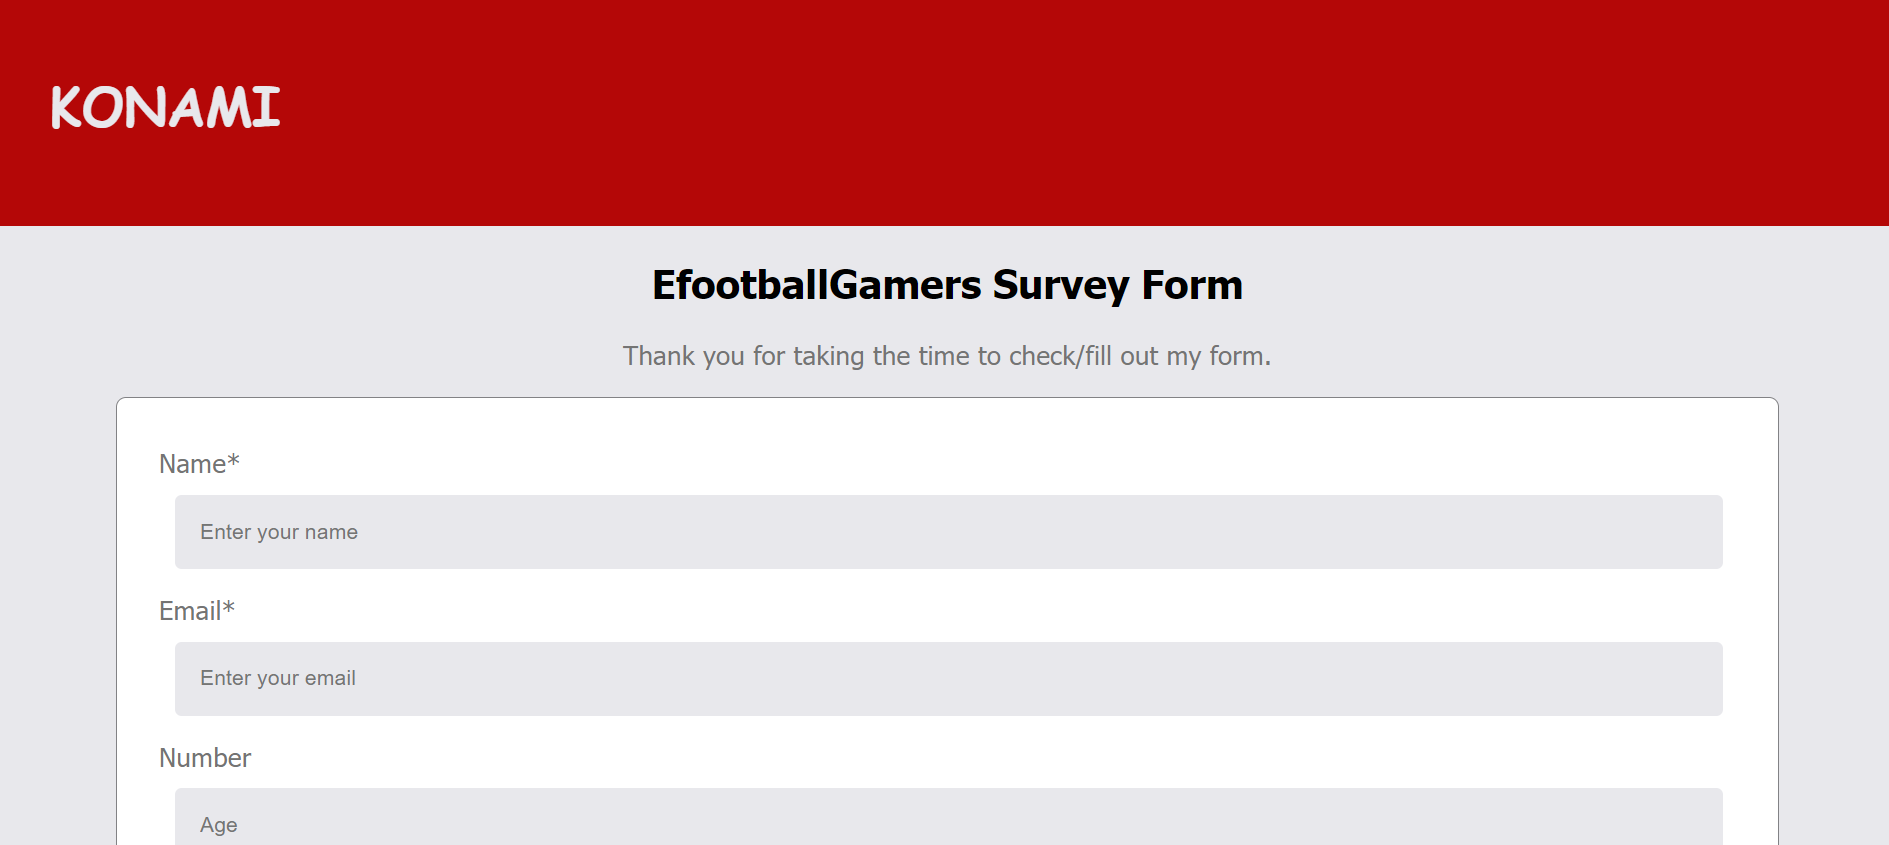 KONAMI
EfootballGamers Survey Form
Thank you for taking the time to check/fill out my form.
Name*
Enter your name
Email*
Enter your email
Number
Age